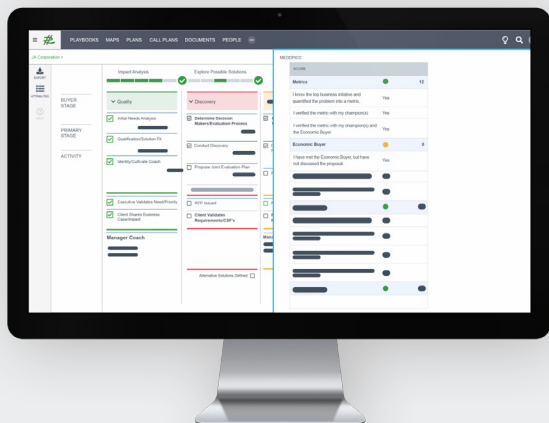 PLAYBOOKS MAPS PLANS CALL PLANS DOCUMENTS PEOPLE
JA Corporation >
EXPORT
ATTRIBUTES
BUYER
STAGE
PRIMARY
STAGE
ACTIVITY
Impact Analysis
Quality
Initial Needs Analysis
Qualification/Solution Fit
Identify/Cultivate Coach
Executive Validates Need/Priority
Client Shares Business
Case/Impact
Manager Coach
Explore Possible Solutions
Discovery
Determine Decision
Makers/Evaluation Process
Conduct Discovery
Propose Joint Evaluation Plan
RFP Issued
Client Validates
Requirements/CSF's
Alternative Solutions Defined
Mana
MEDDPICC
SCORE
Metrics 12
I know the top business initiative and
quantified the problem into a metric,
Yes
I verified the metric with my champion(s) Yes
I verified the metric with my champion(s) and
the Economic Buyer
Yes
Economic Buyer 8
I have met the Economic Buyer, but have
not discussed the proposal.
Yes